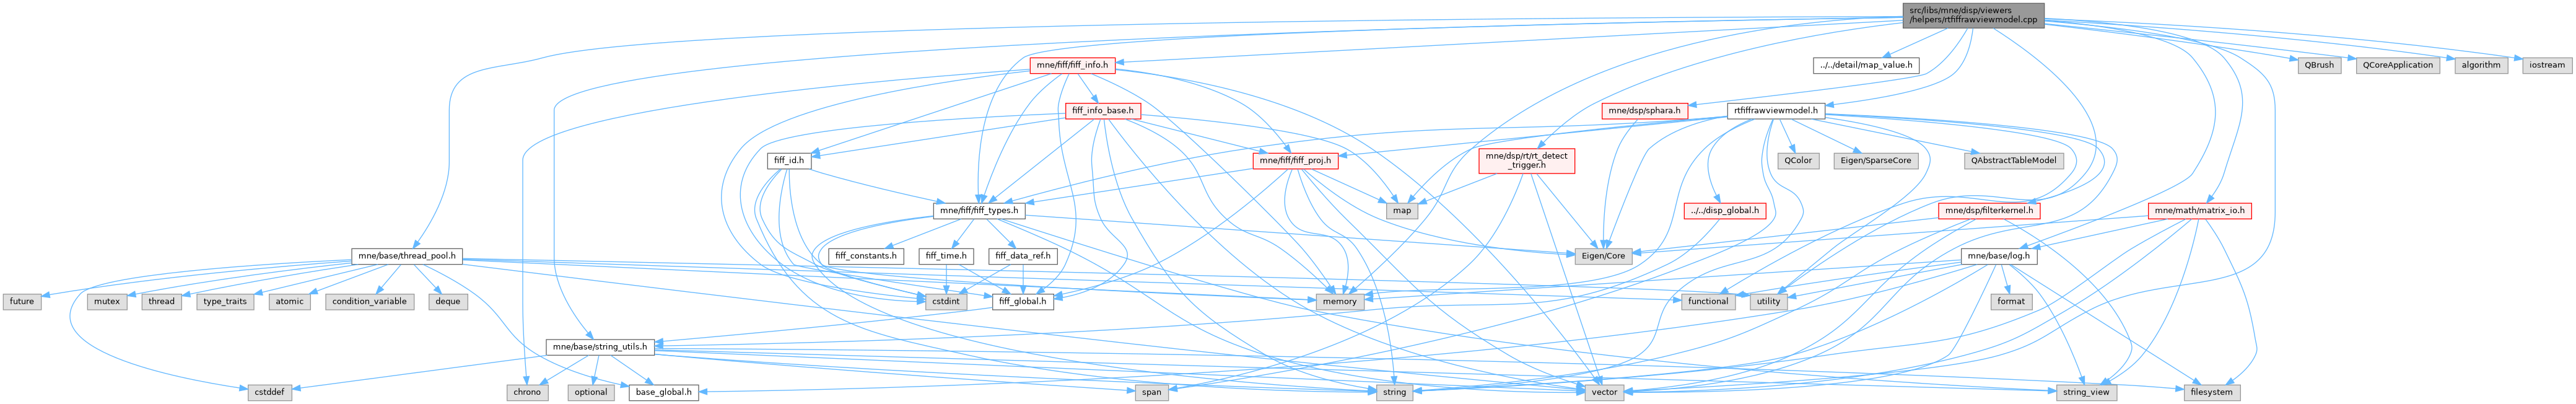 src/libs/mne/disp/viewers
/helpers/rtfiffrawviewmodel.cpp
mne/fiff/fiff_info.h
../../detail/map_value.h
QBrush
QCoreApplication
algorithm
iostream
fiff_info_base.h
mne/dsp/sphara.h
rtfiffrawviewmodel.h
fiff_id.h
mne/fiff/fiff_proj.h
mne/dsp/rt/rt_detect
_trigger.h
QColor
Eigen/SparseCore
QAbstractTableModel
mne/fiff/fiff_types.h
map
../../disp_global.h
mne/dsp/filterkernel.h
mne/math/matrix_io.h
mne/base/thread_pool.h
fiff_constants.h
fiff_time.h
fiff_data_ref.h
Eigen/Core
mne/base/log.h
future
mutex
thread
type_traits
atomic
condition_variable
deque
cstdint
fiff_global.h
memory
functional
utility
format
mne/base/string_utils.h
cstddef
chrono
optional
base_global.h
span
string
vector
string_view
filesystem